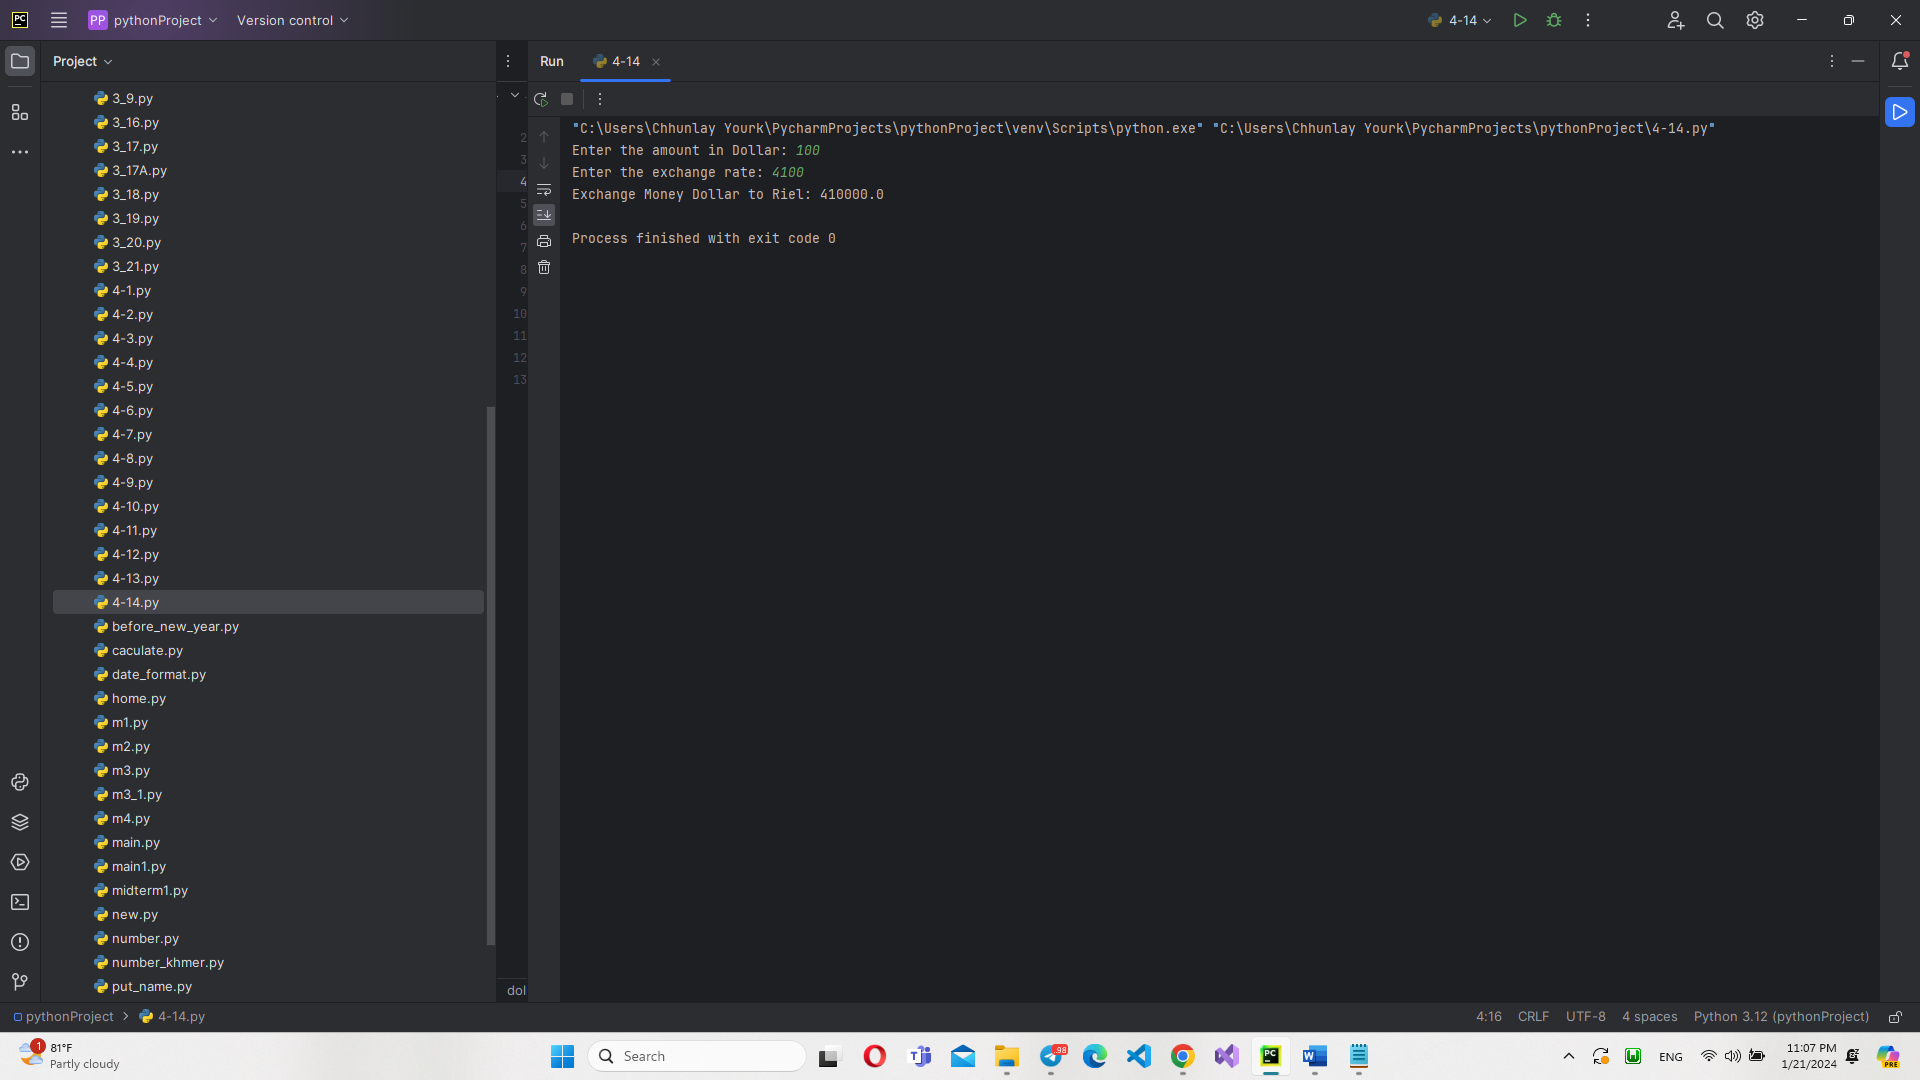 PC
PP pythonProject
Version control
4-14
Project
3_9.py
3_16.py
3_17.py
3_17A.py
3_18.py
3_19.py
3_20.py
3_21.py
4-1.py
4-2.py
4-3.py
4-4.py
4-5.py
4-6.py
4-7.py
4-8.py
4-9.py
4-10.py
4-11.py
4-12.py
4-13.py
4-14.py
before_new_year.py
caculate.py
date_format.py
home.py
m1.py
m2.py
m3.py
m3_1.py
m4.py
main.py
main1.py
midterm1.py
new.py
number.py
number_khmer.py
put_name.py
2
3
4
5
6
7
8
9
10
11
12
13
dol
Run
4-14
"C:\Users\Chhunlay Yourk\PycharmProjects\pythonProject\venv\Scripts\python.exe" "C:\Users\Chhunlay Yourk\PycharmProjects\pythonProject\4-14.py"
Enter the amount in Dollar: 100
Enter the exchange rate: 4100
Exchange Money Dollar to Riel: 410000.0
Process finished with exit code 0
pythonProject
4-14.py
4:16
CRLF
UTF-8
4 spaces
Python 3.12 (pythonProject)
1
81°F
Partly cloudy
Search
98
PC
ENG
11:07 PM
1/21/2024
PRE